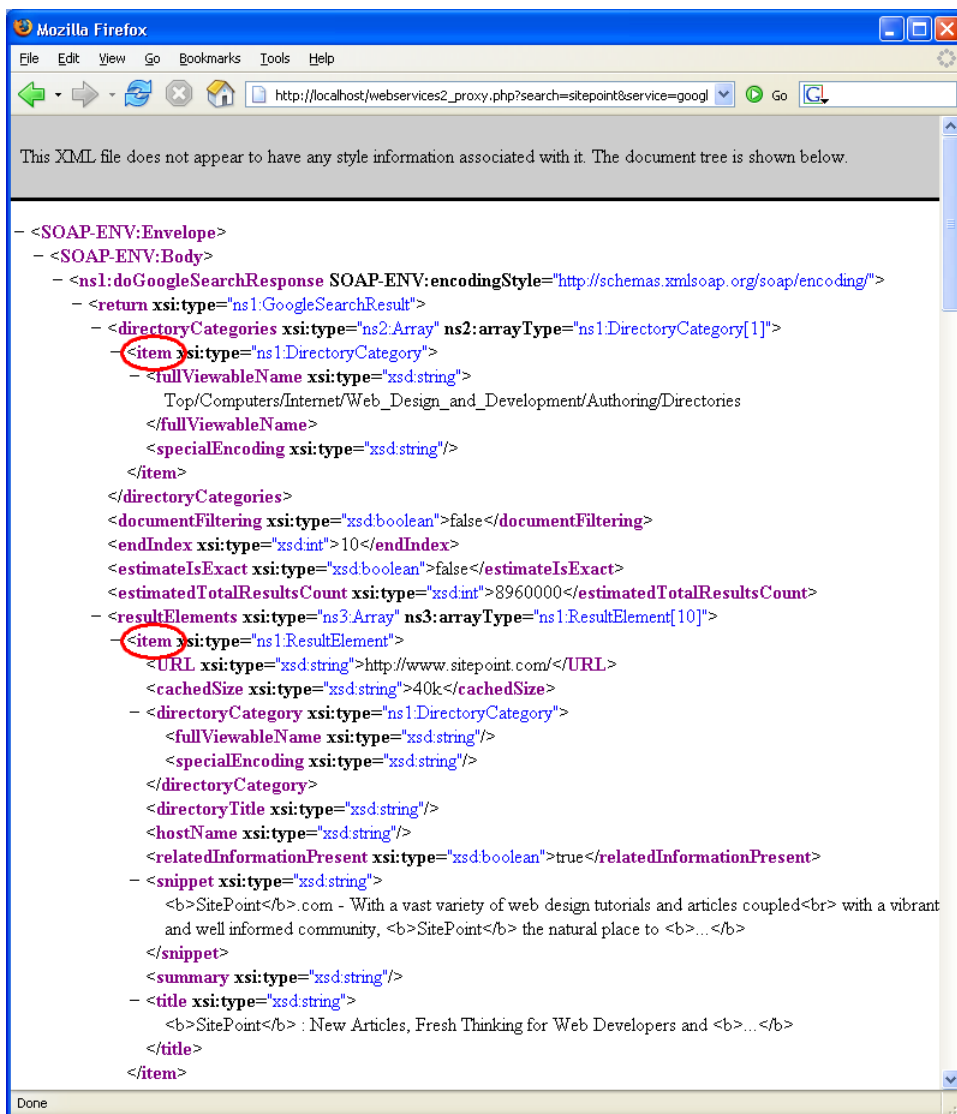 Mozilla Firefox
File Edit View Go Bookmarks Tools Help
http://localhost/webservices2_proxy.php?search=sitepoint&service=googl Go G
This XML file does not appear to have any style information associated with it. The document tree is shown below.
– <SOAP-ENV:Envelope>
– <SOAP-ENV:Body>
– <ns1:doGoogleSearchResponse SOAP-ENV:encodingStyle="http://schemas.xmlsoap.org/soap/encoding/">
– <return xsi:type="ns1:GoogleSearchResult">
– <directoryCategories xsi:type="ns2:Array" ns2:arrayType="ns1:DirectoryCategory[1]">
– <item xsi:type="ns1:DirectoryCategory">
– <fullViewableName xsi:type="xsd:string">
Top/Computers/Internet/Web_Design_and_Development/Authoring/Directories
</fullViewableName>
<specialEncoding xsi:type="xsd:string"/>
</item>
</directoryCategories>
<documentFiltering xsi:type="xsd:boolean">false</documentFiltering>
<endIndex xsi:type="xsd:int">10</endIndex>
<estimateIsExact xsi:type="xsd:boolean">false</estimateIsExact>
<estimatedTotalResultsCount xsi:type="xsd:int">8960000</estimatedTotalResultsCount>
– <resultElements xsi:type="ns3:Array" ns3:arrayType="ns1:ResultElement[10]">
– <item xsi:type="ns1:ResultElement">
<URL xsi:type="xsd:string">http://www.sitepoint.com/</URL>
<cachedSize xsi:type="xsd:string">40k</cachedSize>
– <directoryCategory xsi:type="ns1:DirectoryCategory">
<fullViewableName xsi:type="xsd:string"/>
<specialEncoding xsi:type="xsd:string"/>
</directoryCategory>
<directoryTitle xsi:type="xsd:string"/>
<hostName xsi:type="xsd:string"/>
<relatedInformationPresent xsi:type="xsd:boolean">true</relatedInformationPresent>
– <snippet xsi:type="xsd:string">
<b>SitePoint</b>.com - With a vast variety of web design tutorials and articles coupled<br> with a vibrant
and well informed community, <b>SitePoint</b> the natural place to <b>...</b>
</snippet>
<summary xsi:type="xsd:string"/>
– <title xsi:type="xsd:string">
<b>SitePoint</b> : New Articles, Fresh Thinking for Web Developers and <b>...</b>
</title>
</item>
Done